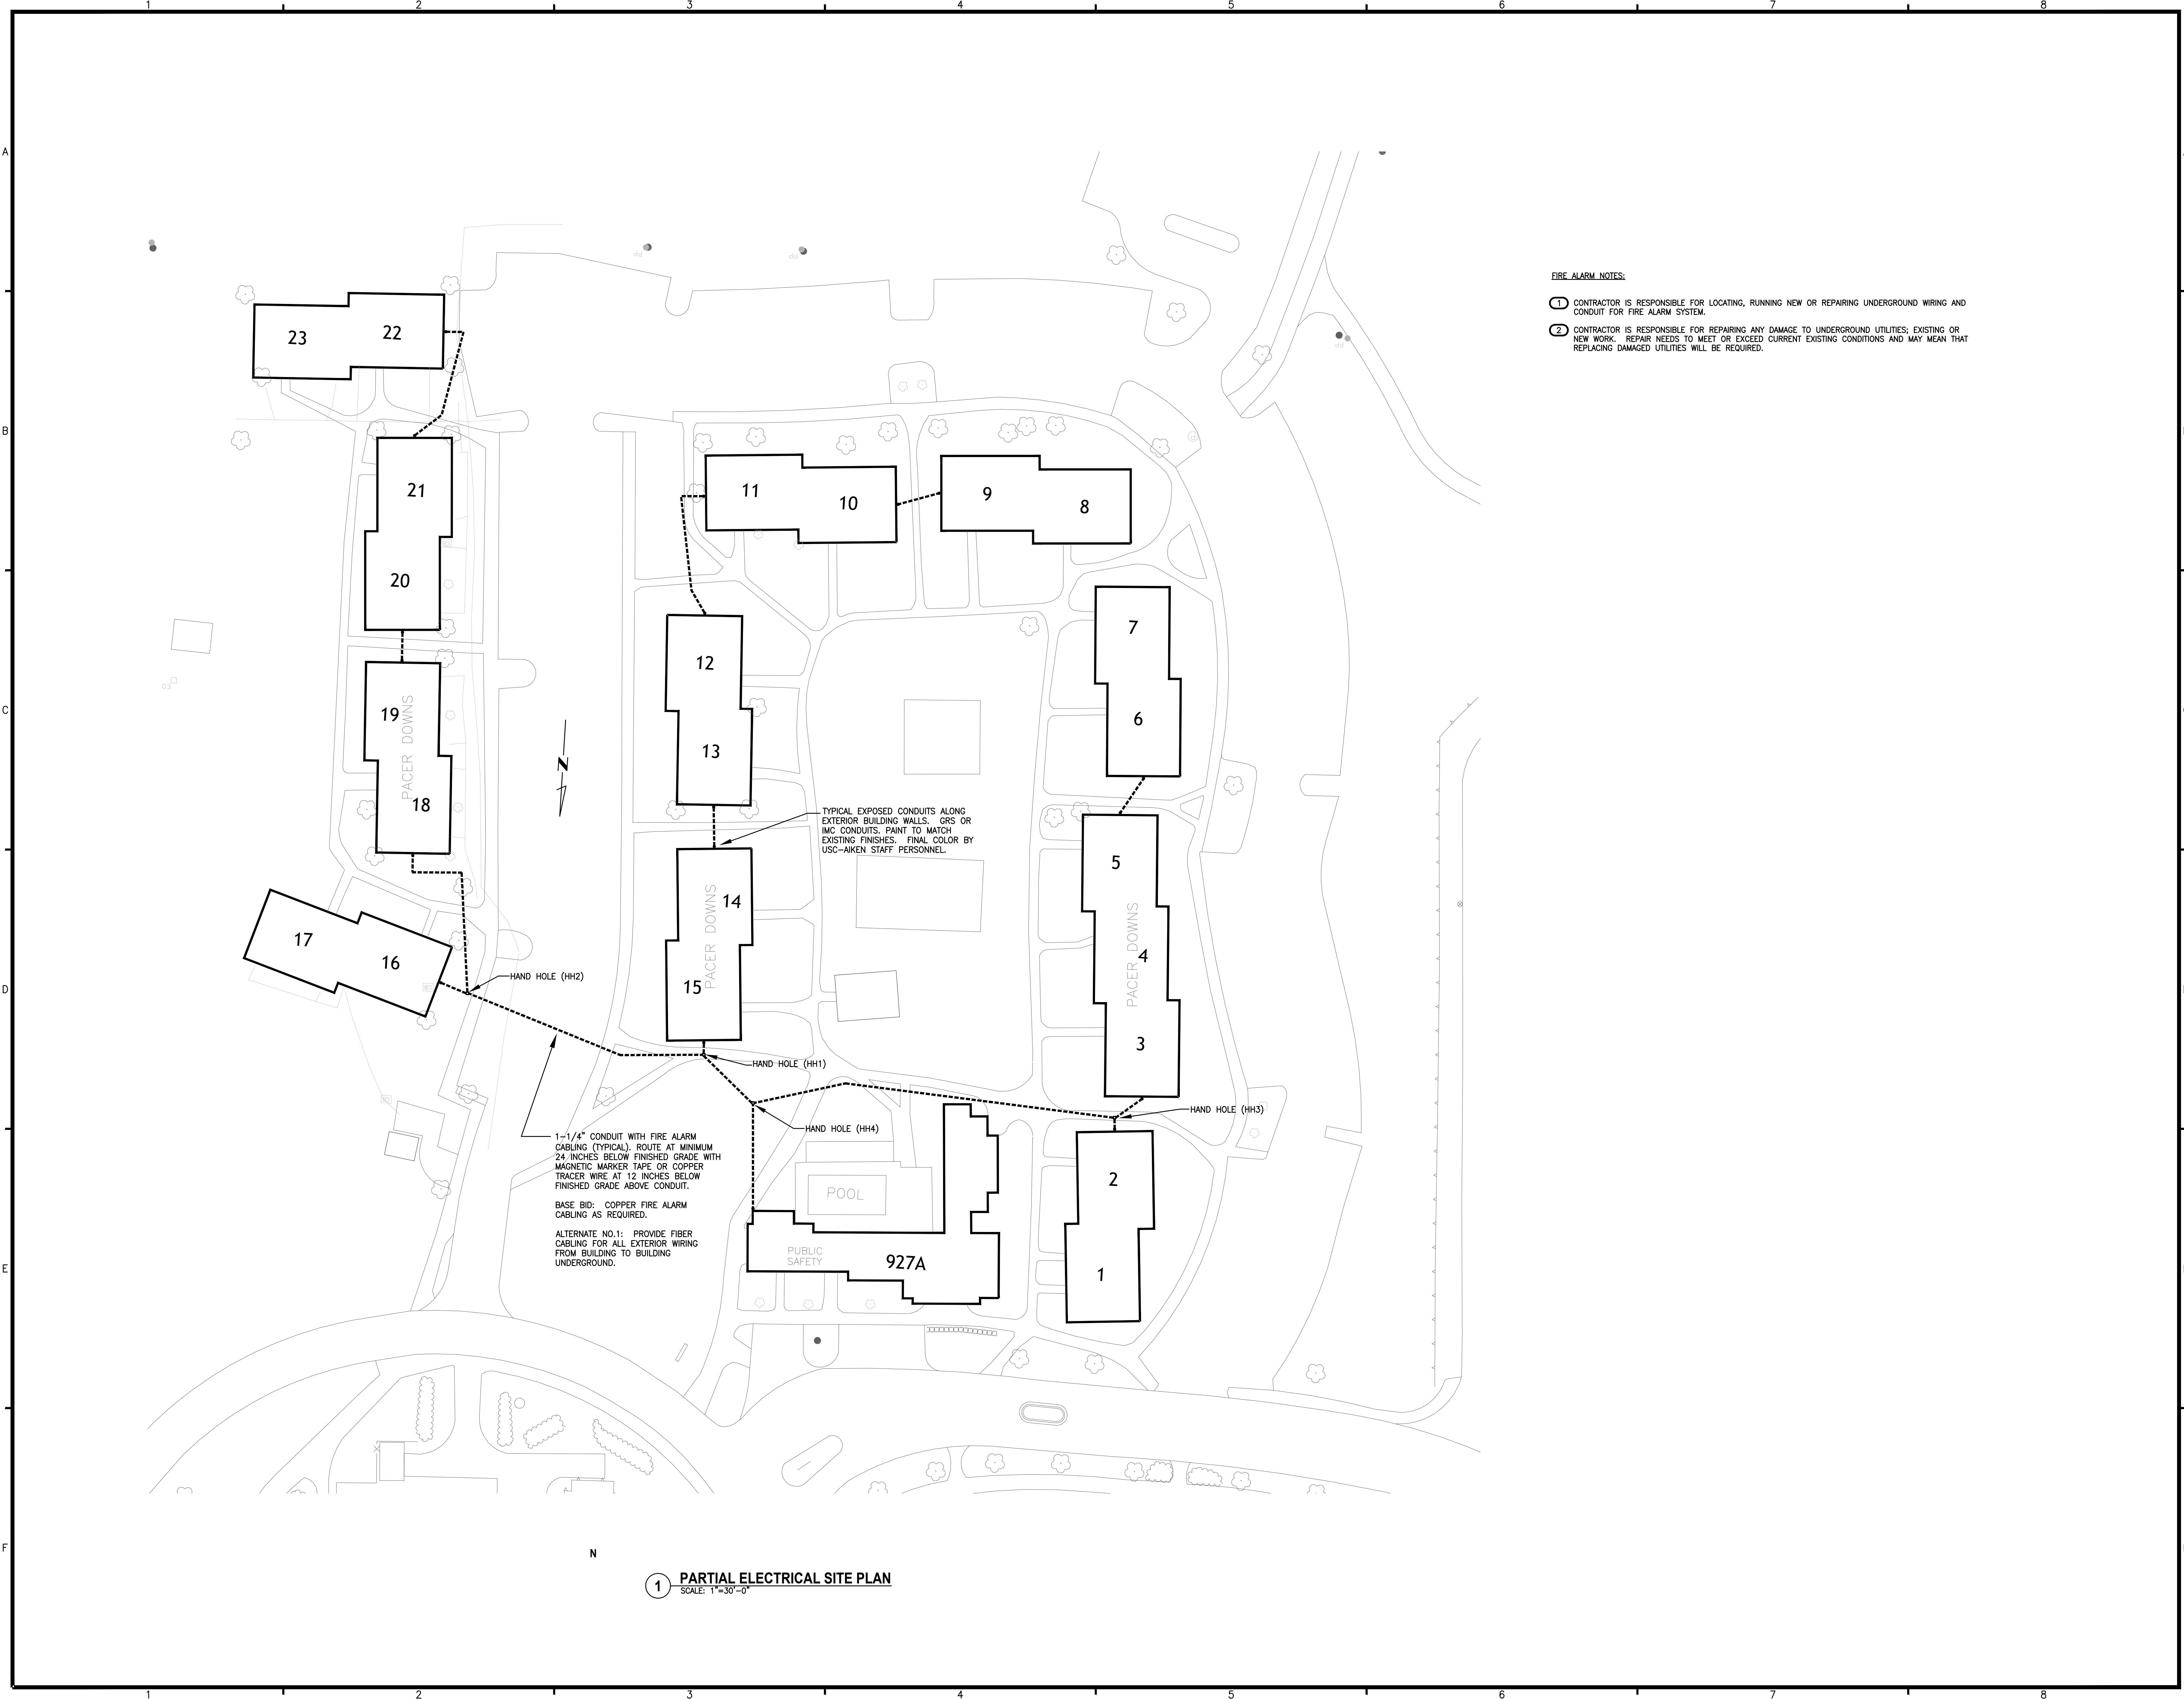 1 2 3 4 5 6 7 8
A
B
C
D
E
F
FIRE ALARM NOTES:
1 CONTRACTOR IS RESPONSIBLE FOR LOCATING, RUNNING NEW OR REPAIRING UNDERGROUND WIRING AND
CONDUIT FOR FIRE ALARM SYSTEM.
2 CONTRACTOR IS RESPONSIBLE FOR REPAIRING ANY DAMAGE TO UNDERGROUND UTILITIES; EXISTING OR
NEW WORK. REPAIR NEEDS TO MEET OR EXCEED CURRENT EXISTING CONDITIONS AND MAY MEAN THAT
REPLACING DAMAGED UTILITIES WILL BE REQUIRED.
23
22
21
20
19
18
PACER DOWNS
17
16
11
10
9
8
12
13
7
6
N
TYPICAL EXPOSED CONDUITS ALONG
EXTERIOR BUILDING WALLS. GRS OR
IMC CONDUITS. PAINT TO MATCH
EXISTING FINISHES. FINAL COLOR BY
USC-AIKEN STAFF PERSONNEL.
14
15
PACER DOWNS
5
4
3
PACER DOWNS
HAND HOLE (HH2)
HAND HOLE (HH1)
HAND HOLE (HH3)
HAND HOLE (HH4)
1-1/4" CONDUIT WITH FIRE ALARM
CABLING (TYPICAL). ROUTE AT MINIMUM
24 INCHES BELOW FINISHED GRADE WITH
MAGNETIC MARKER TAPE OR COPPER
TRACER WIRE AT 12 INCHES BELOW
FINISHED GRADE ABOVE CONDUIT.
BASE BID: COPPER FIRE ALARM
CABLING AS REQUIRED.
ALTERNATE NO.1: PROVIDE FIBER
CABLING FOR ALL EXTERIOR WIRING
FROM BUILDING TO BUILDING
UNDERGROUND.
POOL
PUBLIC
SAFETY
927A
2
1
N
1 PARTIAL ELECTRICAL SITE PLAN
SCALE: 1"=30'-0"
1 2 3 4 5 6 7 8